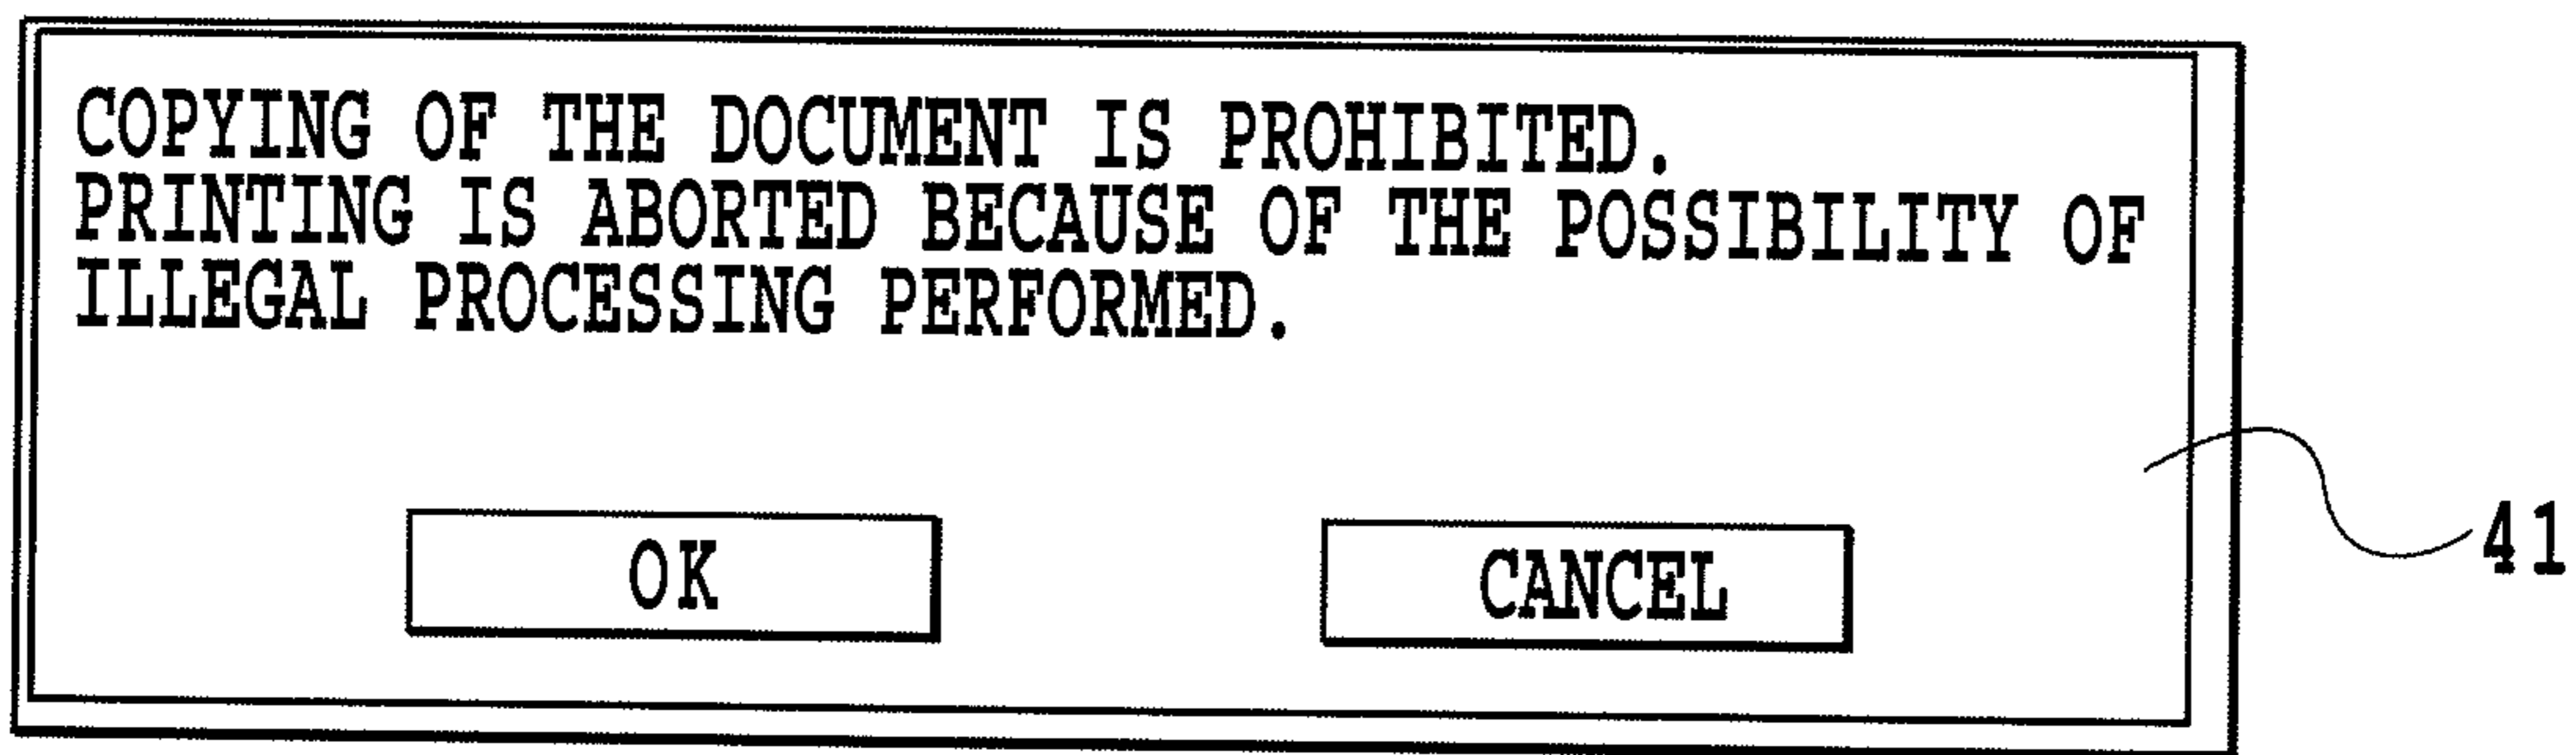 COPYING OF THE DOCUMENT IS PROHIBITED.
PRINTING IS ABORTED BECAUSE OF THE POSSIBILITY OF
ILLEGAL PROCESSING PERFORMED.
OK
CANCEL
41